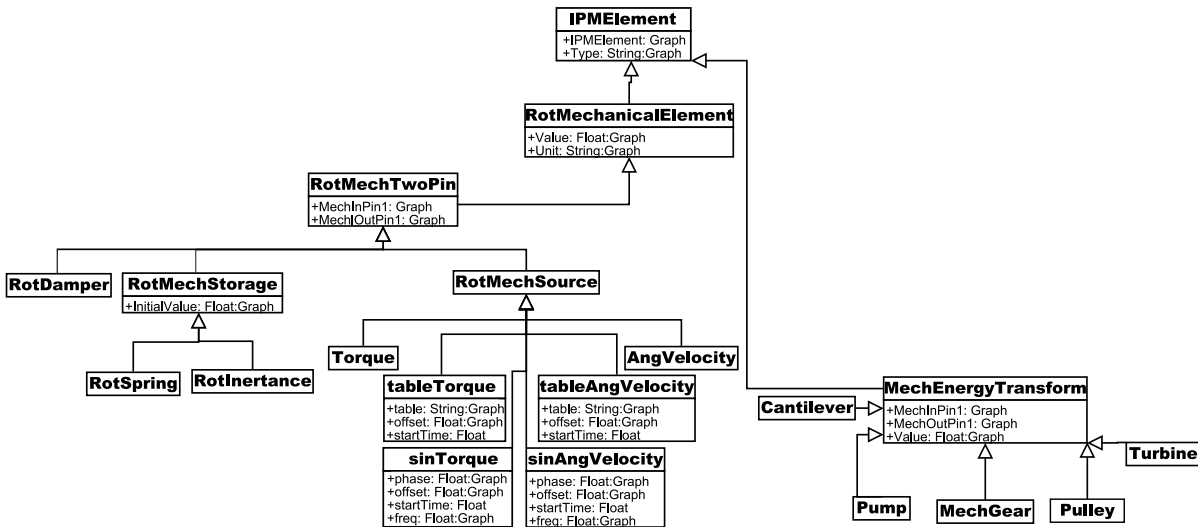 IPMElement
+IPMElement: Graph
+Type: String:Graph
RotMechanicalElement
+Value: Float:Graph
+Unit: String:Graph
RotMechTwoPin
+MechInPin1: Graph
+MechlOutPin1: Graph
RotDamper
RotMechStorage
+InitialValue: Float:Graph
RotMechSource
RotSpring
RotInertance
Torque
AngVelocity
tableTorque
+table: String:Graph
+offset: Float:Graph
+startTime: Float
tableAngVelocity
+table: String:Graph
+offset: Float:Graph
+startTime: Float
sinTorque
+phase: Float:Graph
+offset: Float:Graph
+startTime: Float
+freq: Float:Graph
sinAngVelocity
+phase: Float:Graph
+offset: Float:Graph
+startTime: Float
+freq: Float:Graph
MechEnergyTransform
+MechInPin1: Graph
+MechOutPin1: Graph
+Value: Float:Graph
Cantilever
Turbine
Pump
MechGear
Pulley